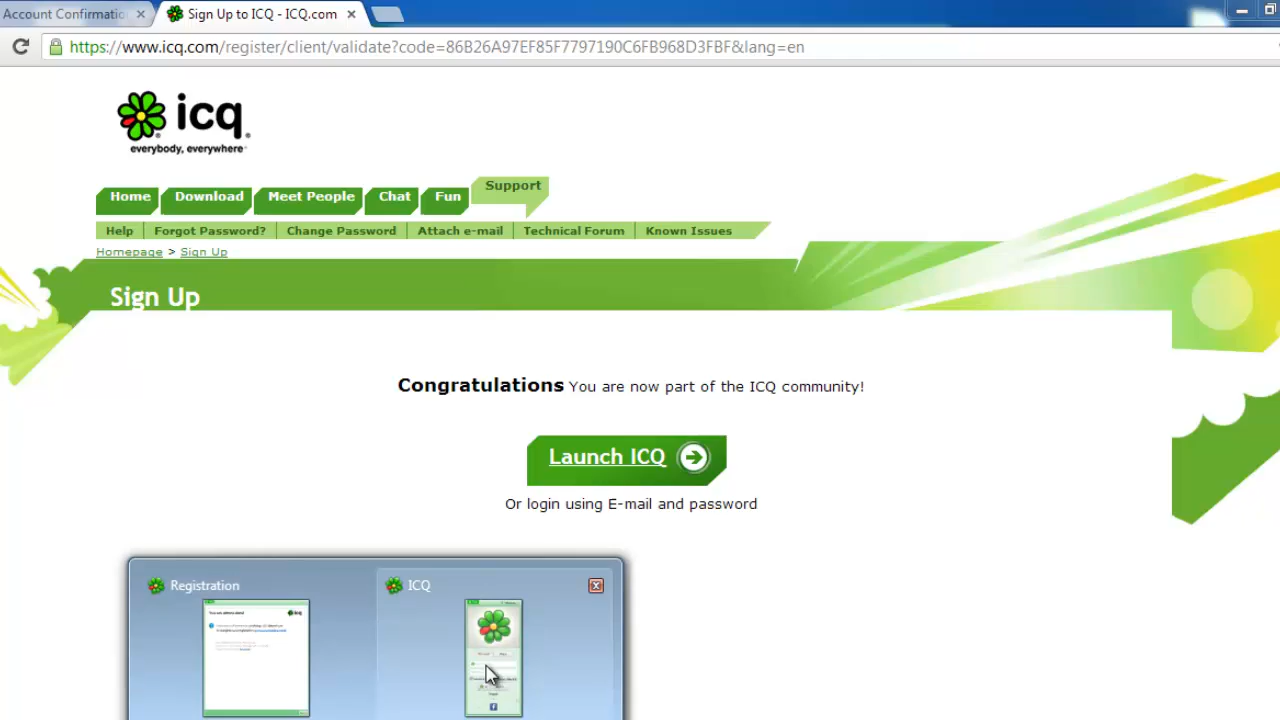 Account Confirmatio
Sign Up to ICQ - ICQ.com
https://www.icq.com/register/client/validate?code=86B26A97EF85F7797190C6FB968D3FBF&lang=en
icq
everybody, everywhere
Home Download Meet People Chat Fun Support
Help Forgot Password? Change Password Attach e-mail Technical Forum Known Issues
Homepage > Sign Up
Sign Up
Congratulations You are now part of the ICQ community!
Launch ICQ
Or login using E-mail and password
Registration
ICQ